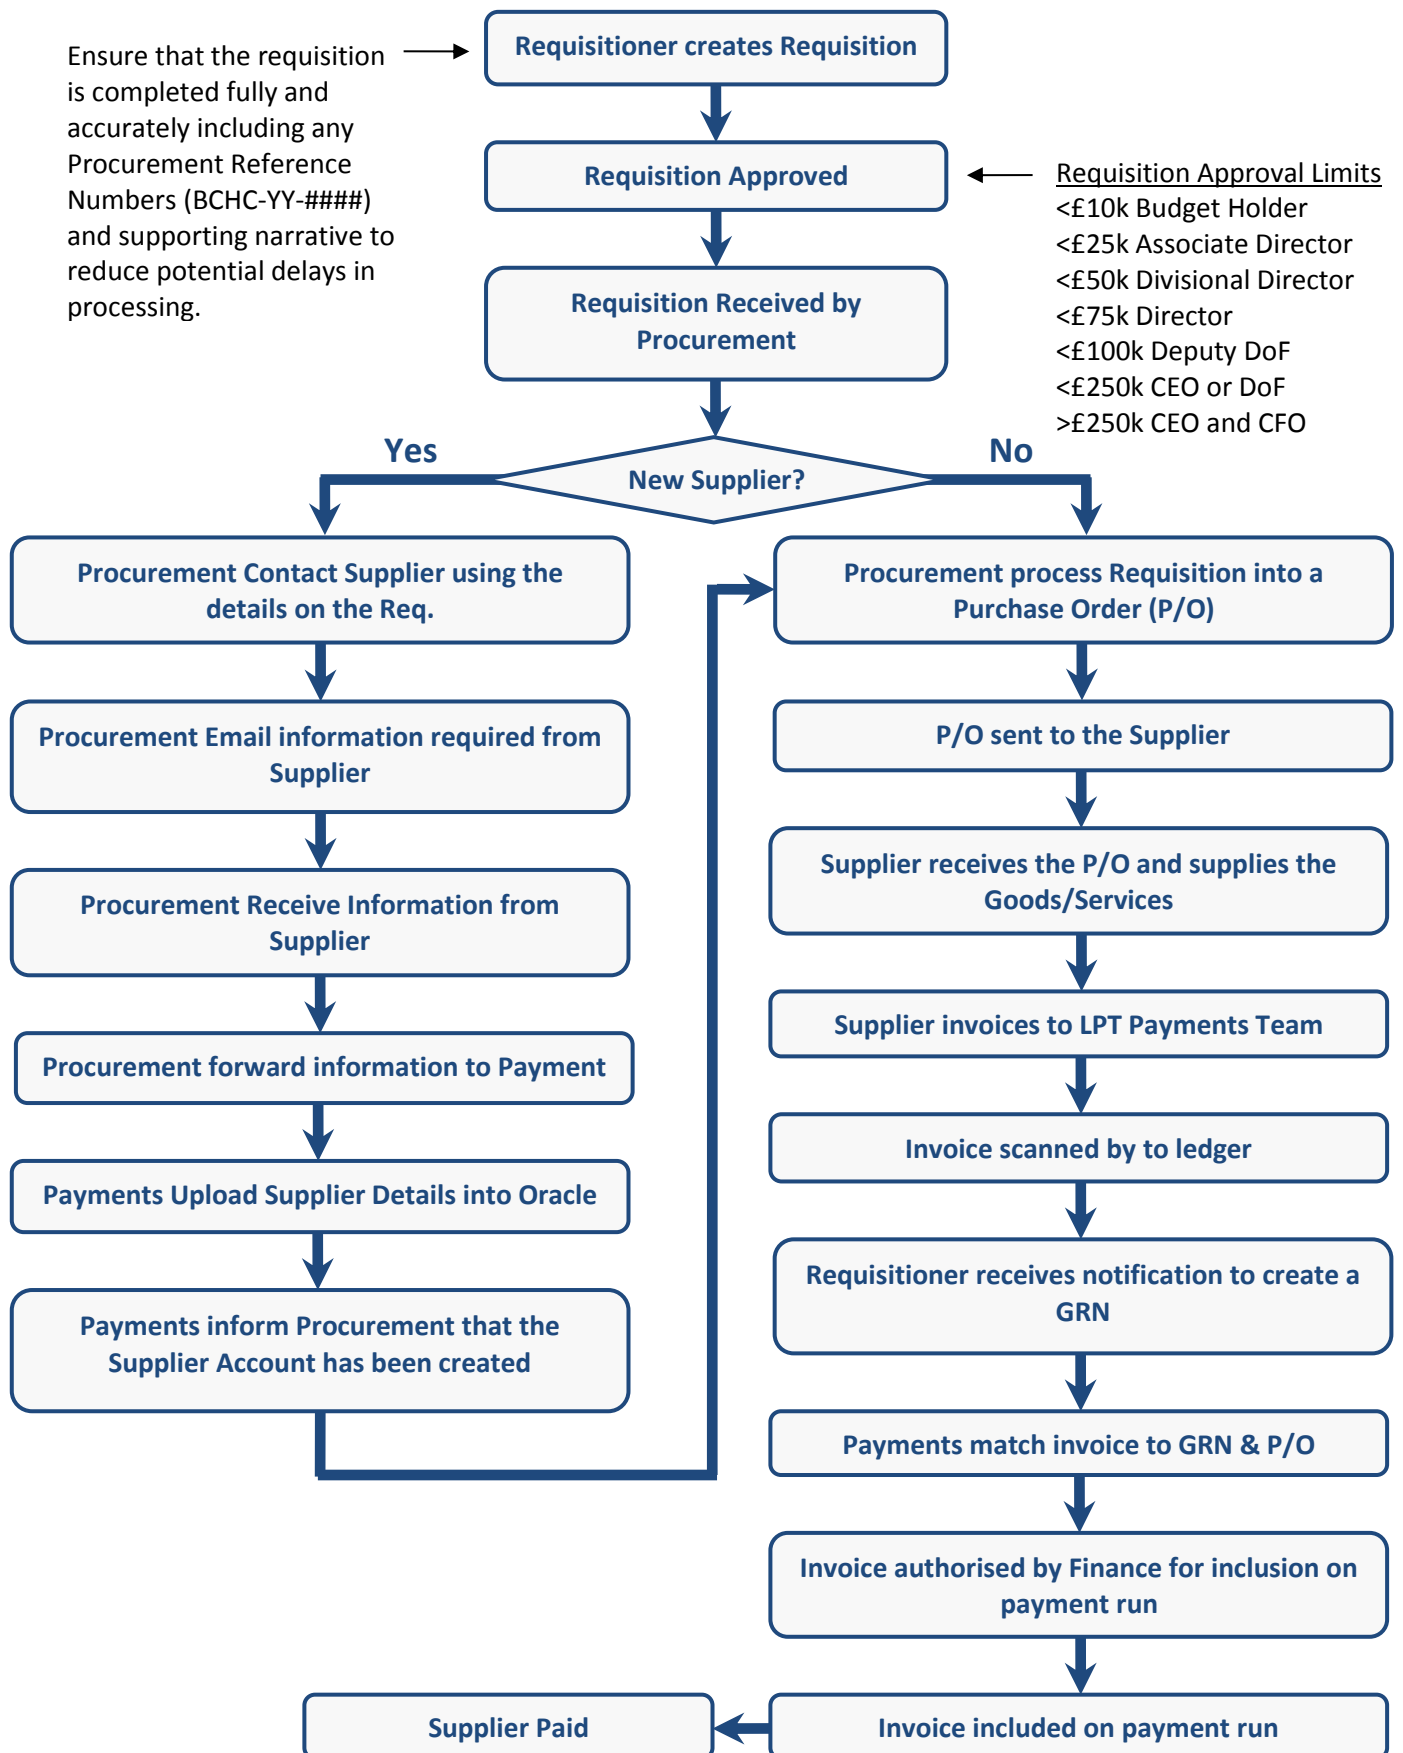 Requisitioner creates Requisition
Ensure that the requisition
is completed fully and
accurately including any
Procurement Reference
Numbers (BCHC-YY-####)
and supporting narrative to
reduce potential delays in
processing.
Requisition Approved
Requisition Approval Limits
<£10k Budget Holder
<£25k Associate Director
<£50k Divisional Director
<£75k Director
<£100k Deputy DoF
<£250k CEO or DoF
>£250k CEO and CFO
Requisition Received by
Procurement
Yes
No
New Supplier?
Procurement Contact Supplier using the
details on the Req.
Procurement Email information required from
Supplier
Procurement Receive Information from
Supplier
Procurement forward information to Payment
Payments Upload Supplier Details into Oracle
Payments inform Procurement that the
Supplier Account has been created
Procurement process Requisition into a
Purchase Order (P/O)
P/O sent to the Supplier
Supplier receives the P/O and supplies the
Goods/Services
Supplier invoices to LPT Payments Team
Invoice scanned by to ledger
Requisitioner receives notification to create a
GRN
Payments match invoice to GRN & P/O
Invoice authorised by Finance for inclusion on
payment run
Invoice included on payment run
Supplier Paid